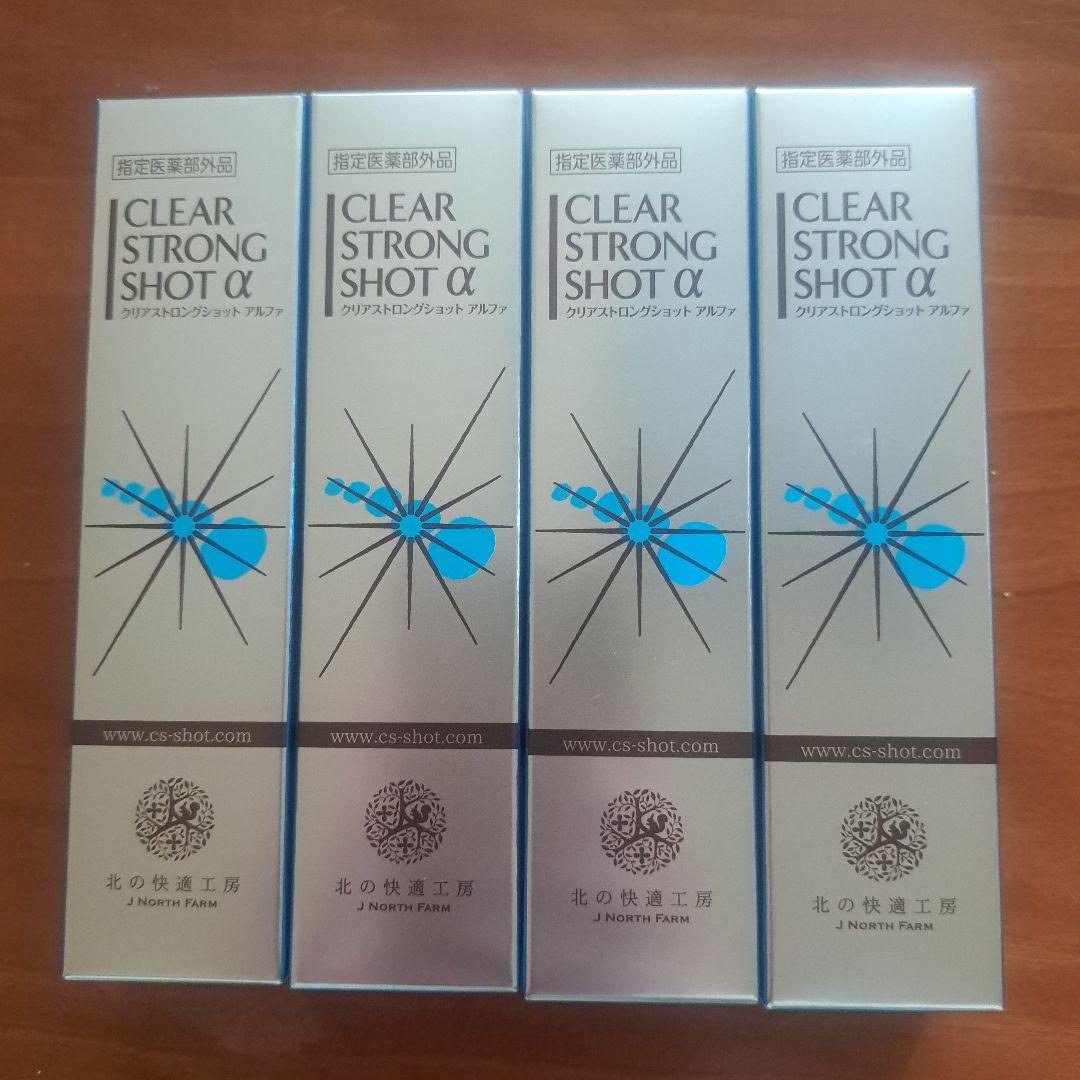 指定医薬部外品
CLEAR
STRONG
SHOT α
クリアストロングショット アルファ
www.cs-shot.com
北の快適工房
J NORTH FARM
指定医薬部外品
CLEAR
STRONG
SHOT α
クリアストロングショット アルファ
www.cs-shot.com
北の快適工房
J NORTH FARM
指定医薬部外品
CLEAR
STRONG
SHOT α
クリアストロングショット アルファ
www.cs-shot.com
北の快適工房
J NORTH FARM
指定医薬部外品
CLEAR
STRONG
SHOT α
クリアストロングショット アルファ
www.cs-shot.com
北の快適工房
J NORTH FARM